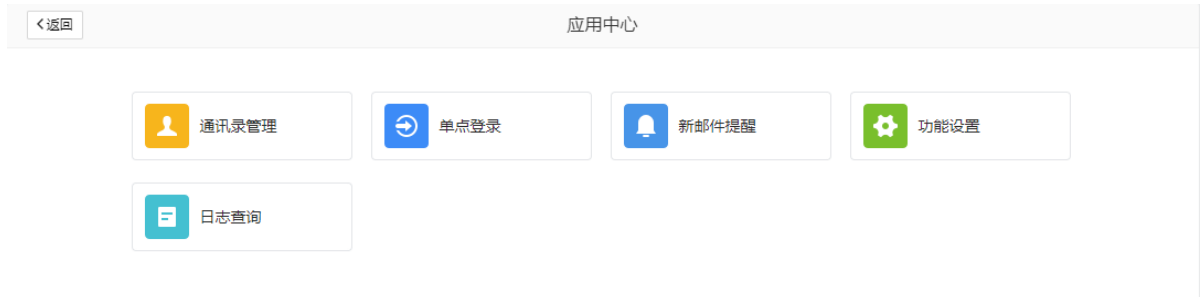 返回
应用中心
通讯录管理
单点登录
新邮件提醒
功能设置
日志查询